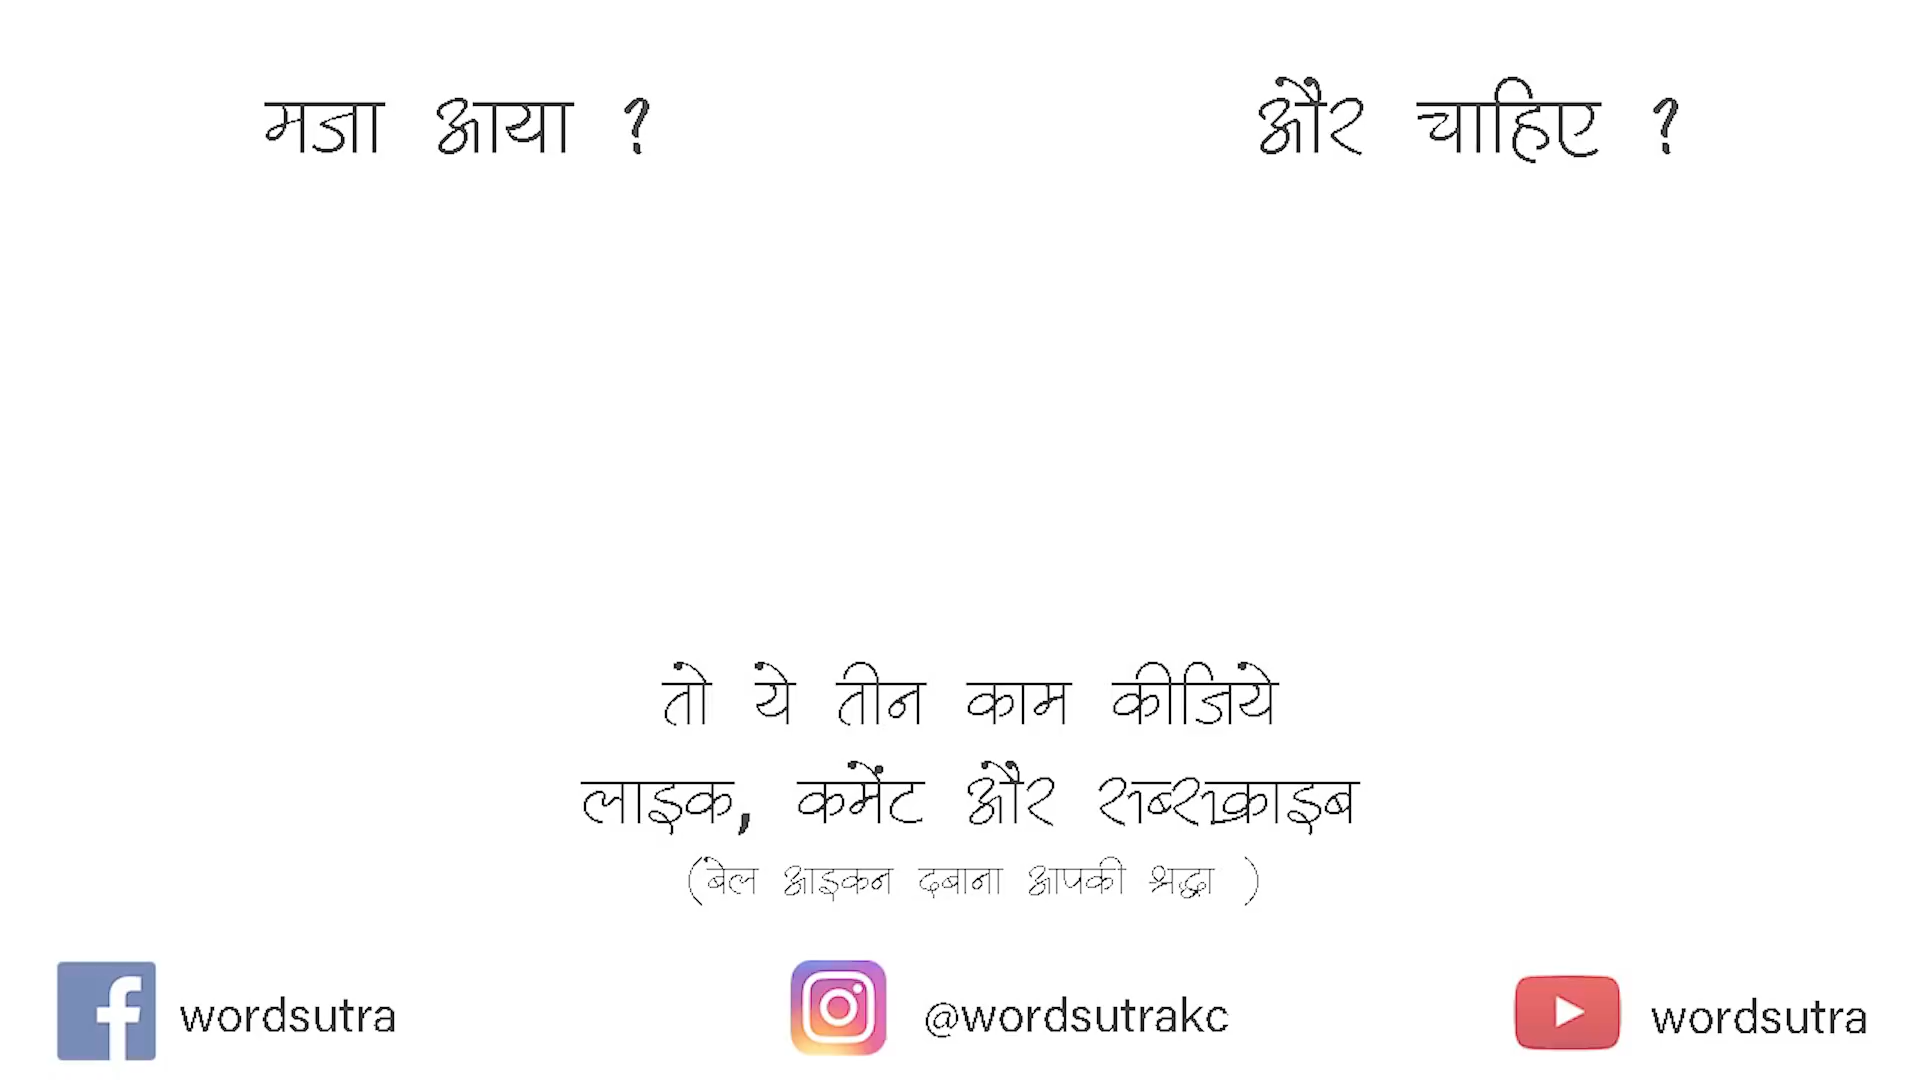 मजा आया ?
और चाहिए ?
तो ये तीन काम कीजिये
लाइक, कमेंट और सब्सक्राइब
(बेल आइकन दबाना आपकी श्रद्धा )
wordsutra
@wordsutrakc
wordsutra